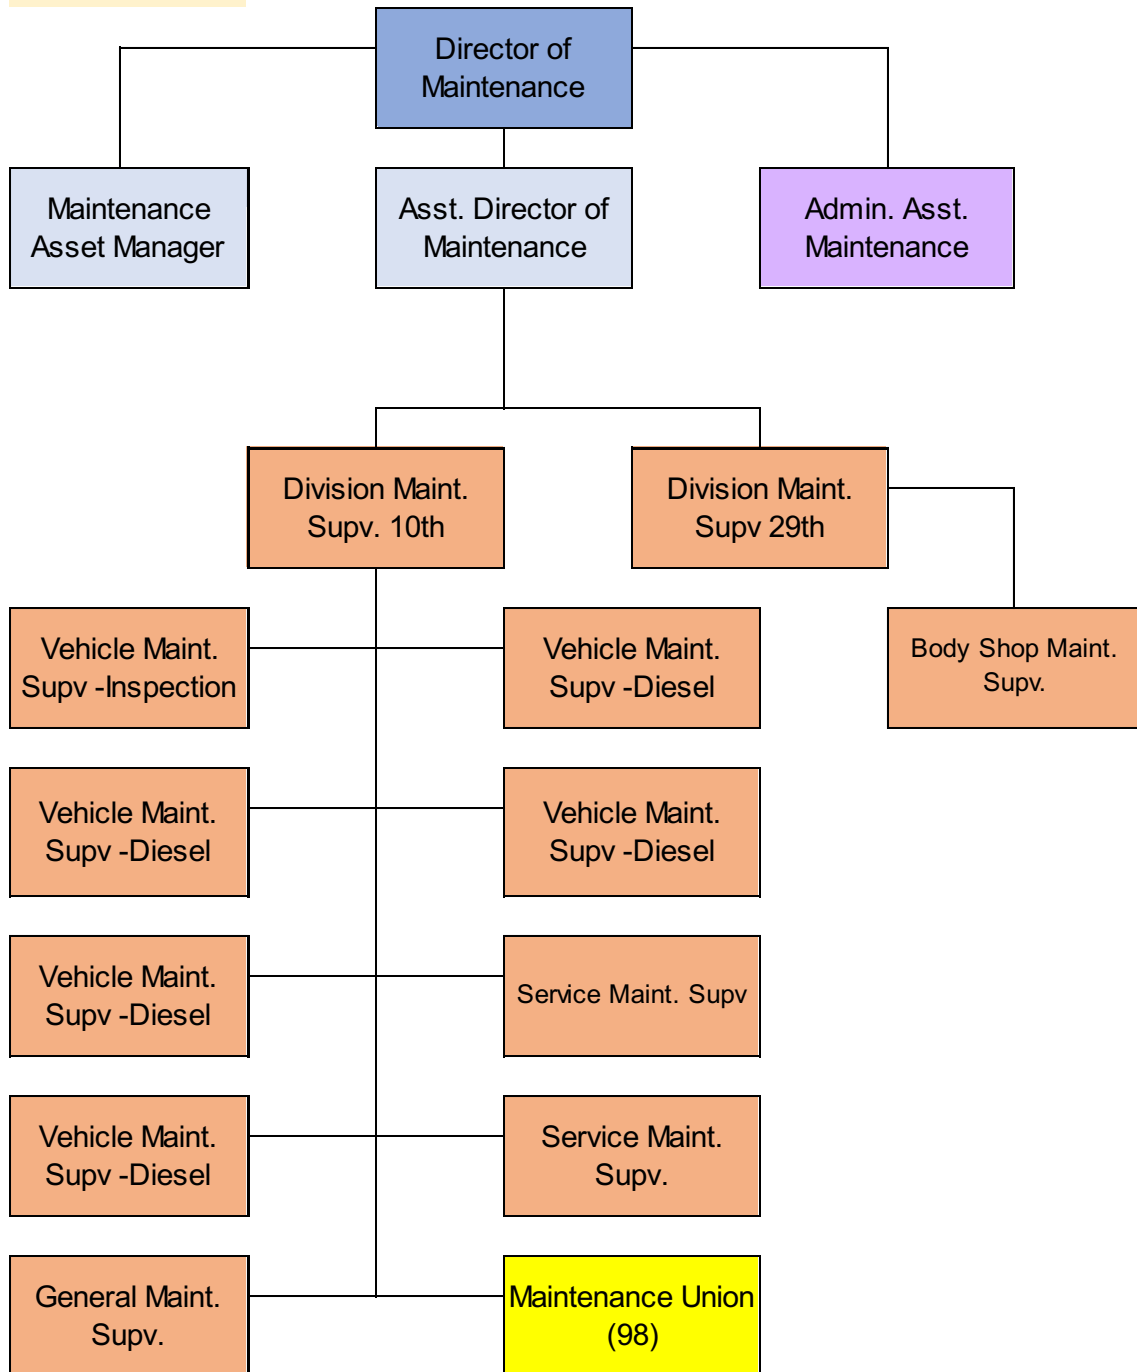 Director of
Maintenance
Maintenance
Asset Manager
Asst. Director of
Maintenance
Admin. Asst.
Maintenance
Division Maint.
Supv. 10th
Division Maint.
Supv 29th
Vehicle Maint.
Supv -Inspection
Vehicle Maint.
Supv -Diesel
Body Shop Maint.
Supv.
Vehicle Maint.
Supv -Diesel
Vehicle Maint.
Supv -Diesel
Vehicle Maint.
Supv -Diesel
Service Maint. Supv
Vehicle Maint.
Supv -Diesel
Service Maint.
Supv.
General Maint.
Supv.
Maintenance Union
(98)